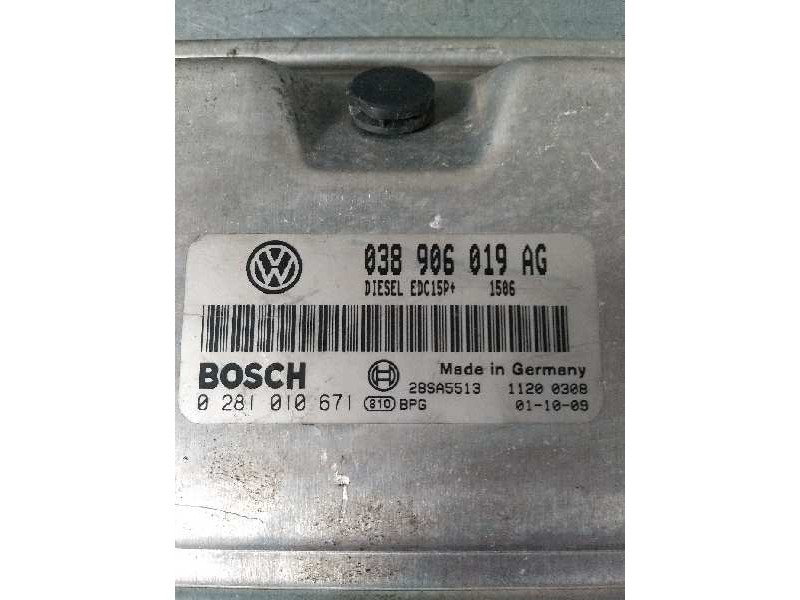 038 906 019 AG
DIESEL EDC15P+ 1506
BOSCH
Made in Germany
28SA5513 1120 0308
0 281 010 671 810 BPG 01-10-09